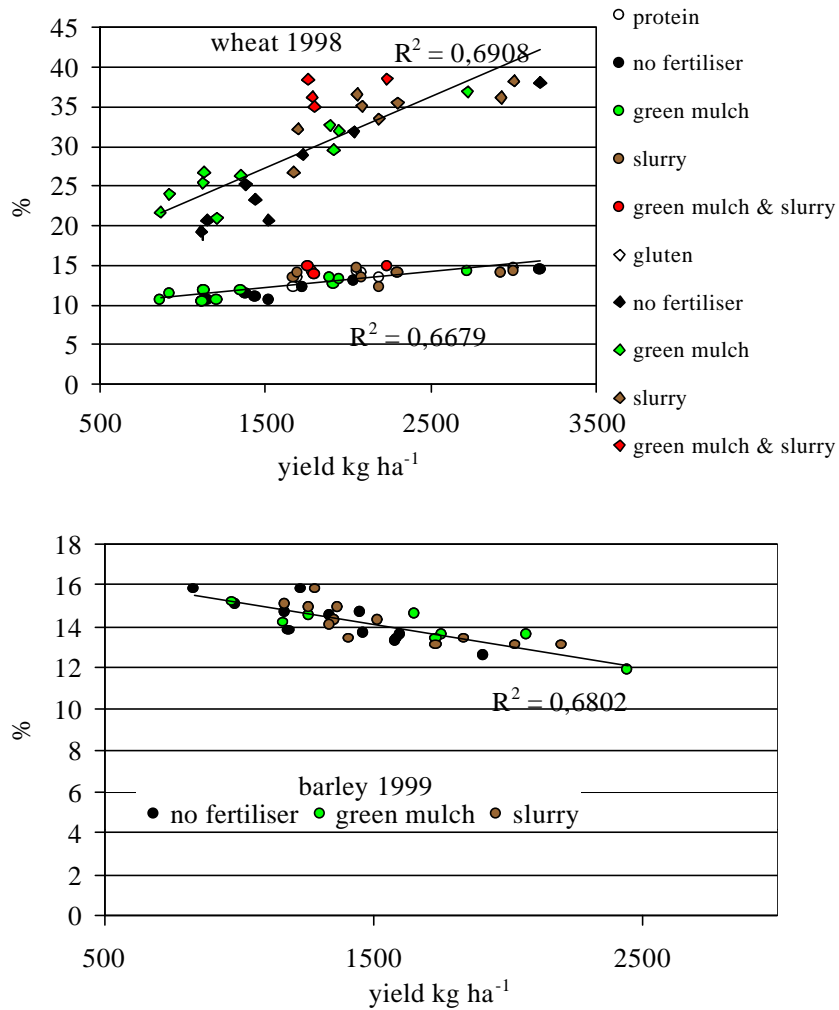 wheat 1998
R² = 0,6908
45
40
35
30
25
20
15
10
5
0
%
R² = 0,6679
500
1500
2500
3500
yield kg ha⁻¹
protein
no fertiliser
green mulch
slurry
green mulch & slurry
gluten
no fertiliser
green mulch
slurry
green mulch & slurry
18
16
14
12
10
8
6
4
2
0
%
R² = 0,6802
barley 1999
no fertiliser green mulch slurry
500
1500
2500
yield kg ha⁻¹